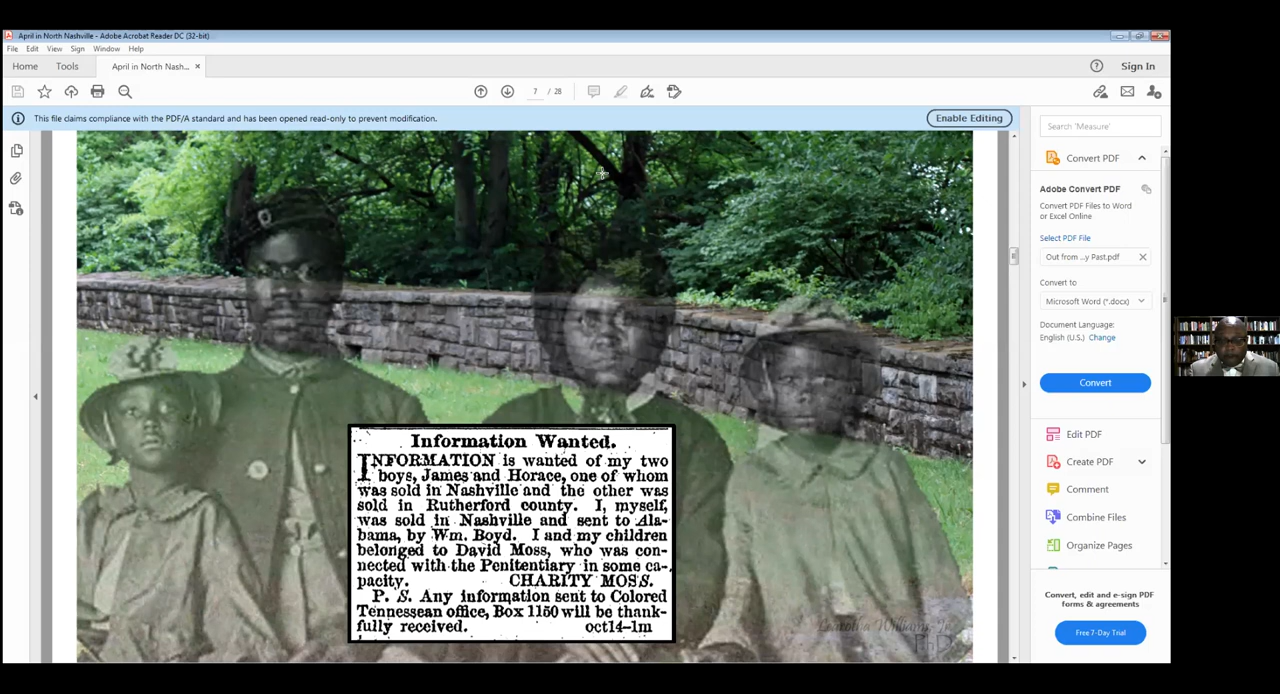 April in North Nashville - Adobe Acrobat Reader DC (32-bit)
File Edit View Sign Window Help
Home Tools April in North Nash... × Sign In
7 / 28
This file claims compliance with the PDF/A standard and has been opened read-only to prevent modification. Enable Editing
Search 'Measure'
Convert PDF
Adobe Convert PDF
Convert PDF Files to Word
or Excel Online
Select PDF File
Out from ...y Past.pdf
Convert to
Microsoft Word (*.docx)
Document Language:
English (U.S.) Change
Convert
Edit PDF
Create PDF
Comment
Combine Files
Organize Pages
Convert, edit and e-sign PDF
forms & agreements
Free 7-Day Trial
Information Wanted.
INFORMATION is wanted of my two
boys, James and Horace, one of whom
was sold in Nashville and the other was
sold in Rutherford county. I, myself,
was sold in Nashville and sent to Ala-
bama, by Wm. Boyd. I and my children
belonged to David Moss, who was con-
nected with the Penitentiary in some ca-
pacity. CHARITY MOSS.
P. S. Any information sent to Colored
Tennessean office, Box 1150 will be thank-
fully received. oct14-1m
Williams, Jr.
PhD